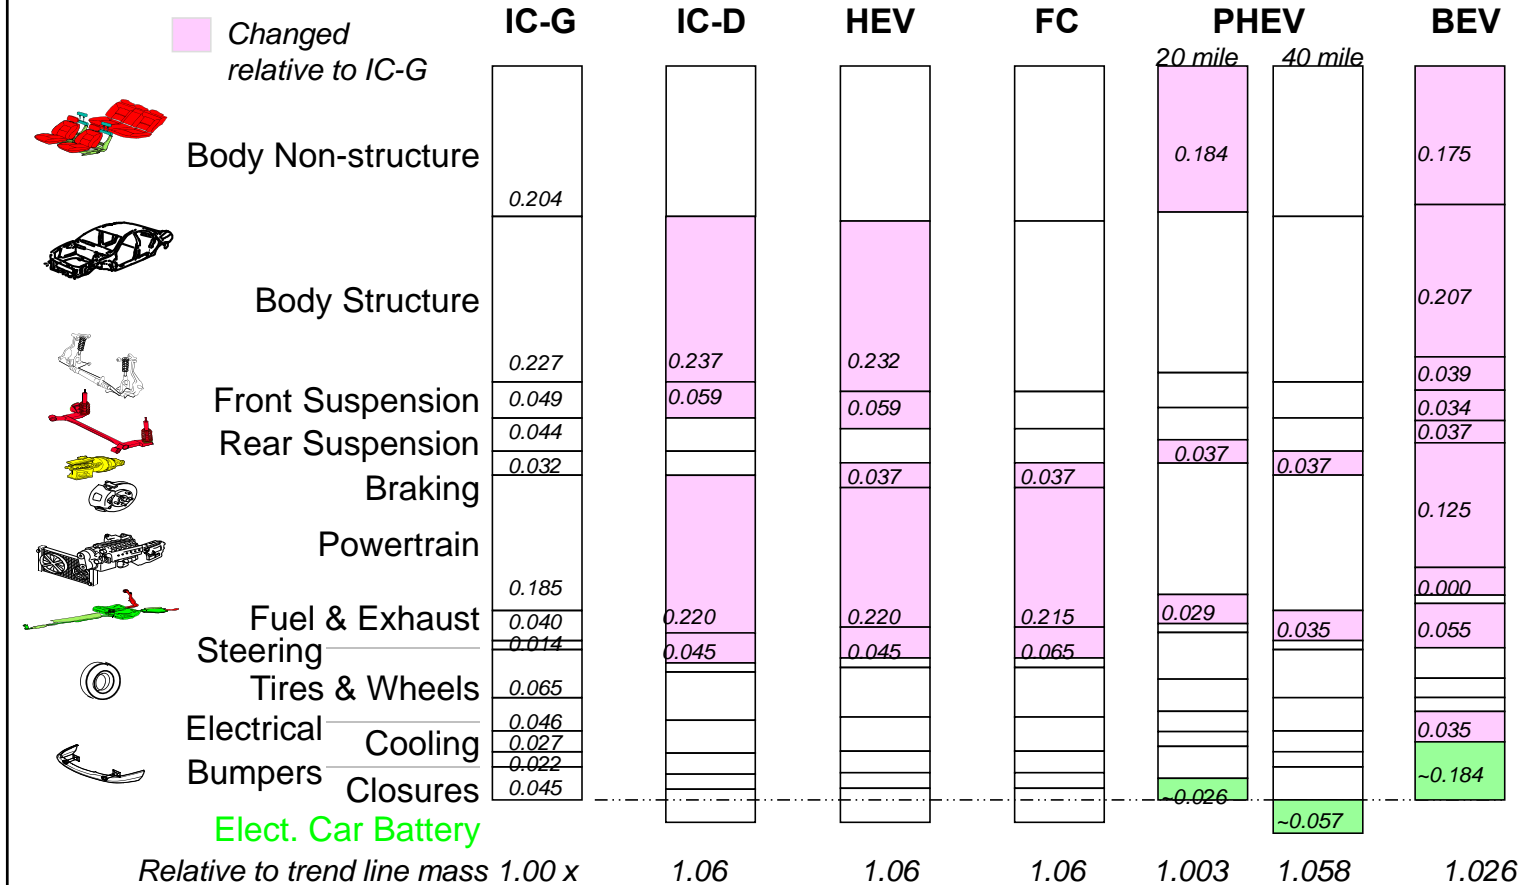 IC-G IC-D HEV FC PHEV BEV
Changed
relative to IC-G
20 mile 40 mile
Body Non-structure 0.184 0.175
0.204
Body Structure 0.207
0.227 0.237 0.232
0.039
Front Suspension 0.049 0.059 0.059 0.034
Rear Suspension 0.044 0.037
0.032 0.037 0.037 0.037 0.037
Braking
0.125
Powertrain
0.185 0.000
Fuel & Exhaust 0.040 0.220 0.220 0.215 0.029 0.035 0.055
Steering 0.014 0.045 0.045 0.065
Tires & Wheels 0.065
Electrical 0.046 0.035
Cooling 0.027
Bumpers 0.022 ~0.184
Closures 0.045 ~0.026
Elect. Car Battery ~0.057
Relative to trend line mass 1.00 x 1.06 1.06 1.06 1.003 1.058 1.026